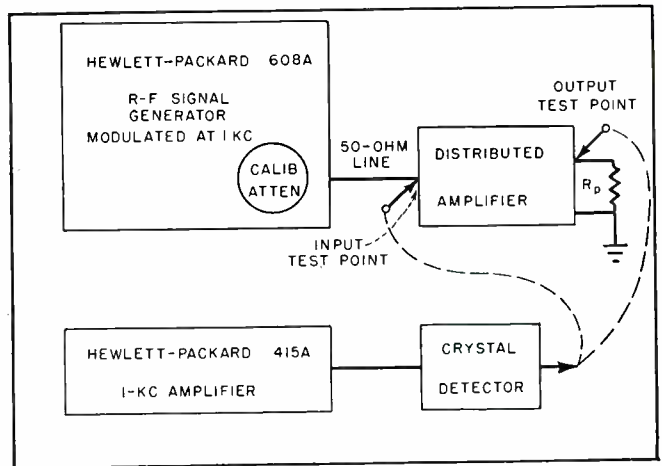 HEWLETT-PACKARD 608A
R-F SIGNAL
GENERATOR
MODULATED AT 1 KC
CALIB
ATTEN
50-OHM
LINE
DISTRIBUTED
AMPLIFIER
OUTPUT
TEST POINT
Rp
INPUT
TEST POINT
HEWLETT-PACKARD 415A
1-KC AMPLIFIER
CRYSTAL
DETECTOR